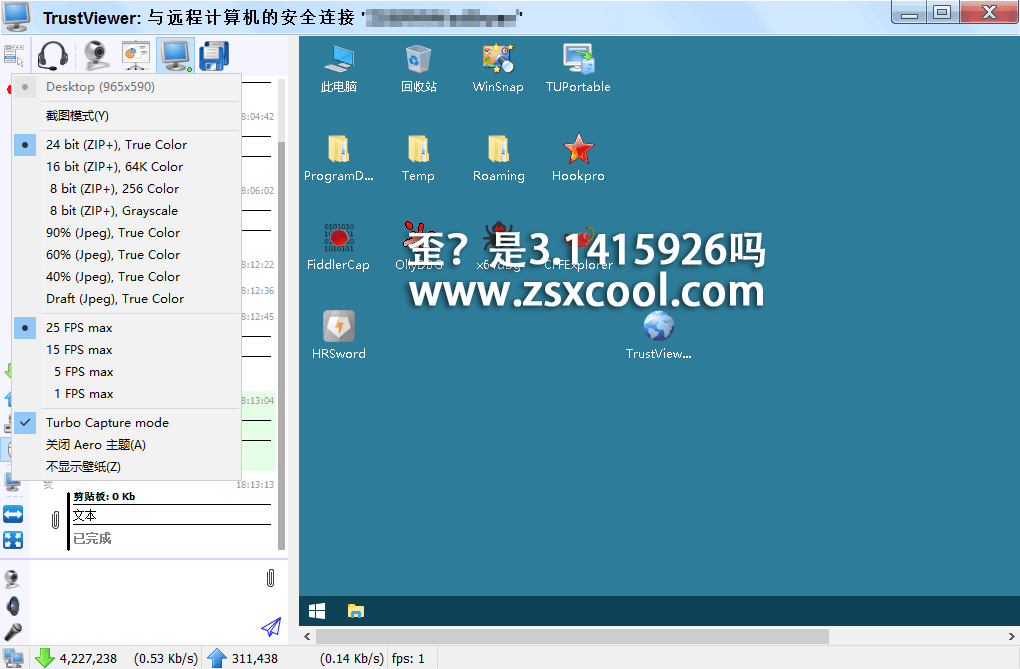 TrustViewer: 与远程计算机的安全连接 '
Desktop (965x590)
截图模式(Y)
24 bit (ZIP+), True Color
16 bit (ZIP+), 64K Color
8 bit (ZIP+), 256 Color
8 bit (ZIP+), Grayscale
90% (Jpeg), True Color
60% (Jpeg), True Color
40% (Jpeg), True Color
Draft (Jpeg), True Color
25 FPS max
15 FPS max
5 FPS max
1 FPS max
Turbo Capture mode
关闭 Aero 主题(A)
不显示壁纸(Z)
8:04:42
8:06:02
8:12:22
8:12:36
8:12:45
8:13:04
18:13:13
我
剪贴板: 0 Kb
文本
已完成
此电脑 回收站 WinSnap TUPortable
ProgramD... Temp Roaming Hookpro
FiddlerCap OllyDbG x64dbg CFFExplorer
歪？是3.1415926吗
www.zsxcool.com
HRSword TrustView...
4,227,238 (0.53 Kb/s) 311,438 (0.14 Kb/s) fps: 1